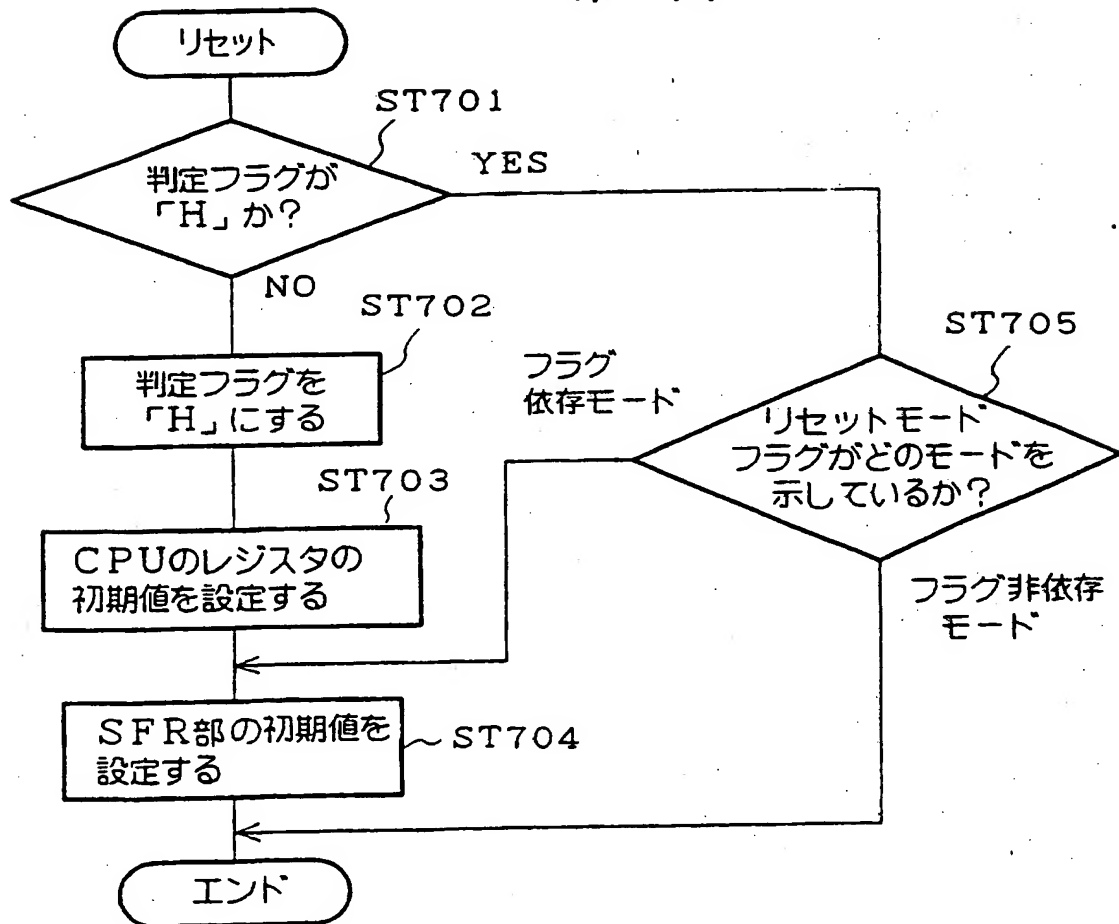 リセット
ST701
判定フラグが
「H」か?
YES
NO
ST702
判定フラグを
「H」にする
フラグ
依存モード
ST705
リセットモード
フラグがどのモードを
示しているか?
ST703
CPUのレジスタの
初期値を設定する
フラグ非依存
モード
SFR部の初期値を
設定する
ST704
エンド